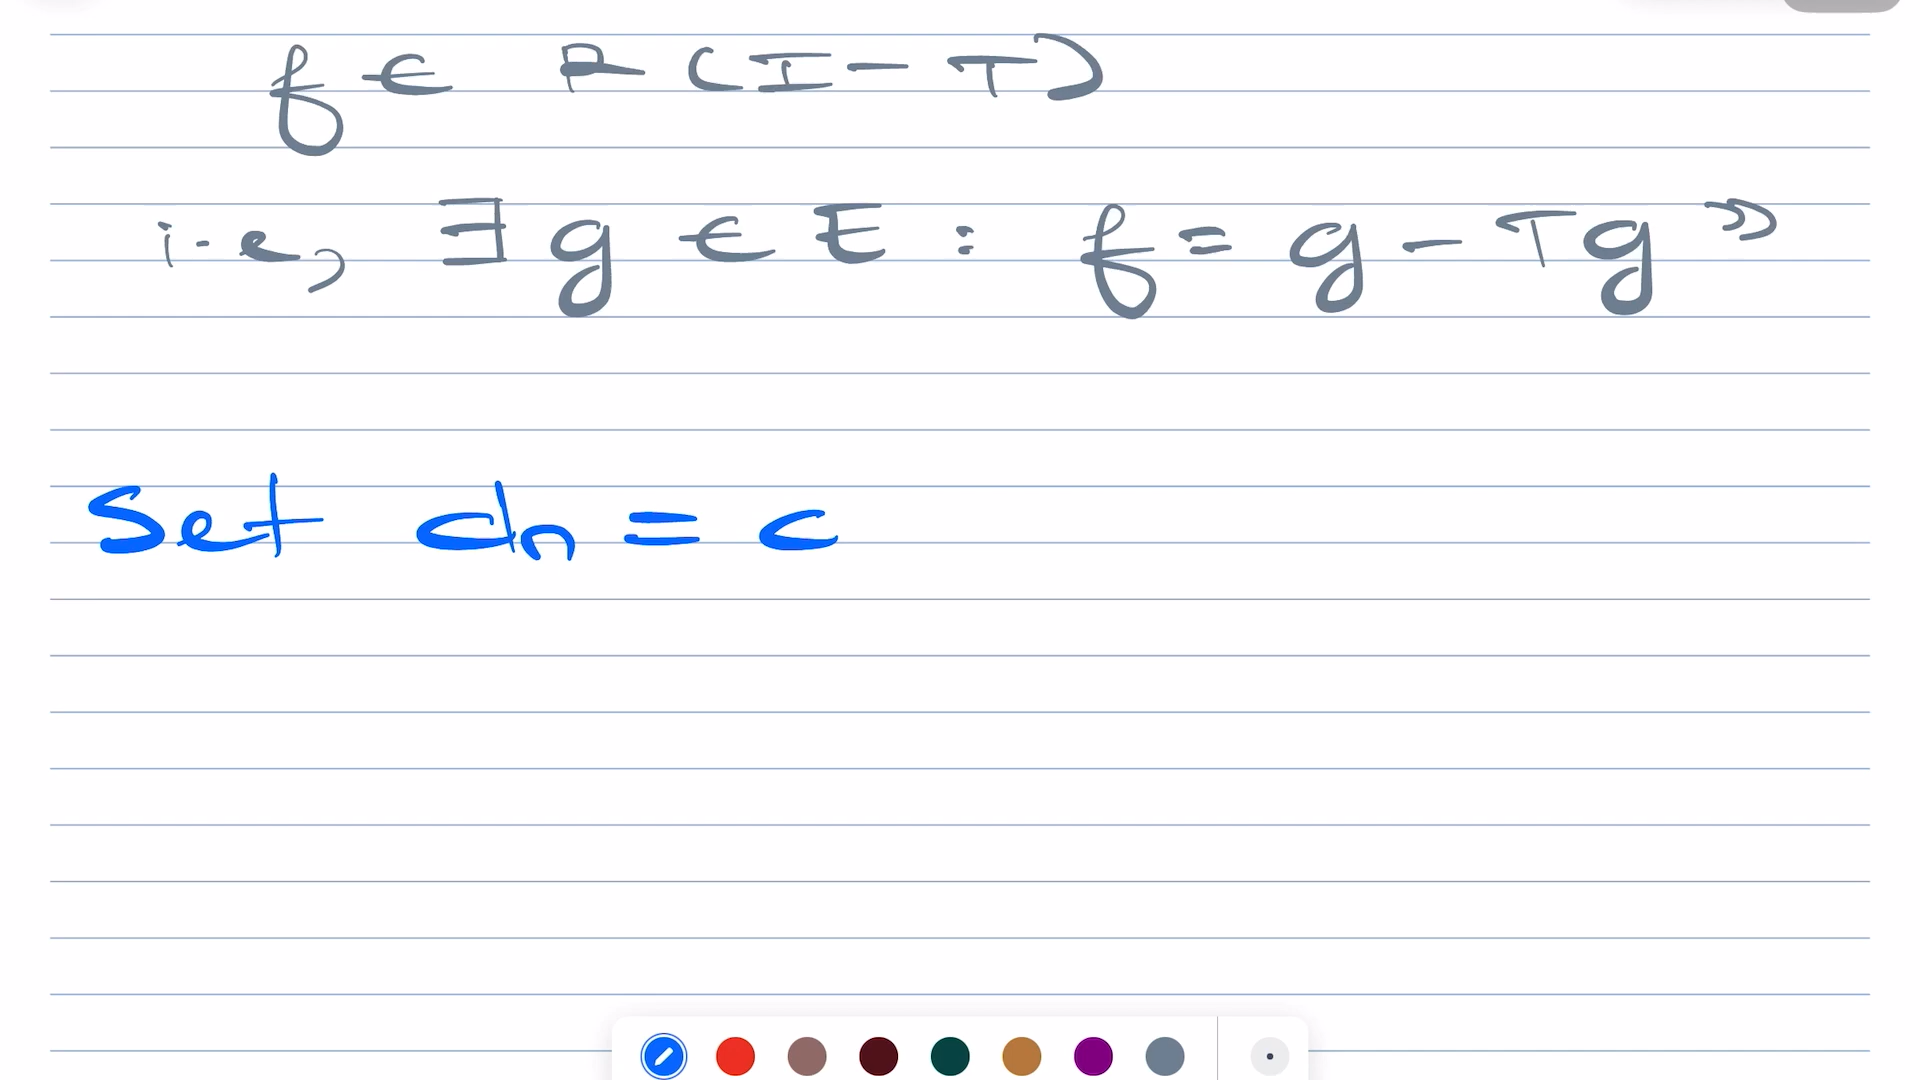 f ∈ R (I - T)
i.e, ∃ g ∈ E : f = g - Tg »
Set dn = c